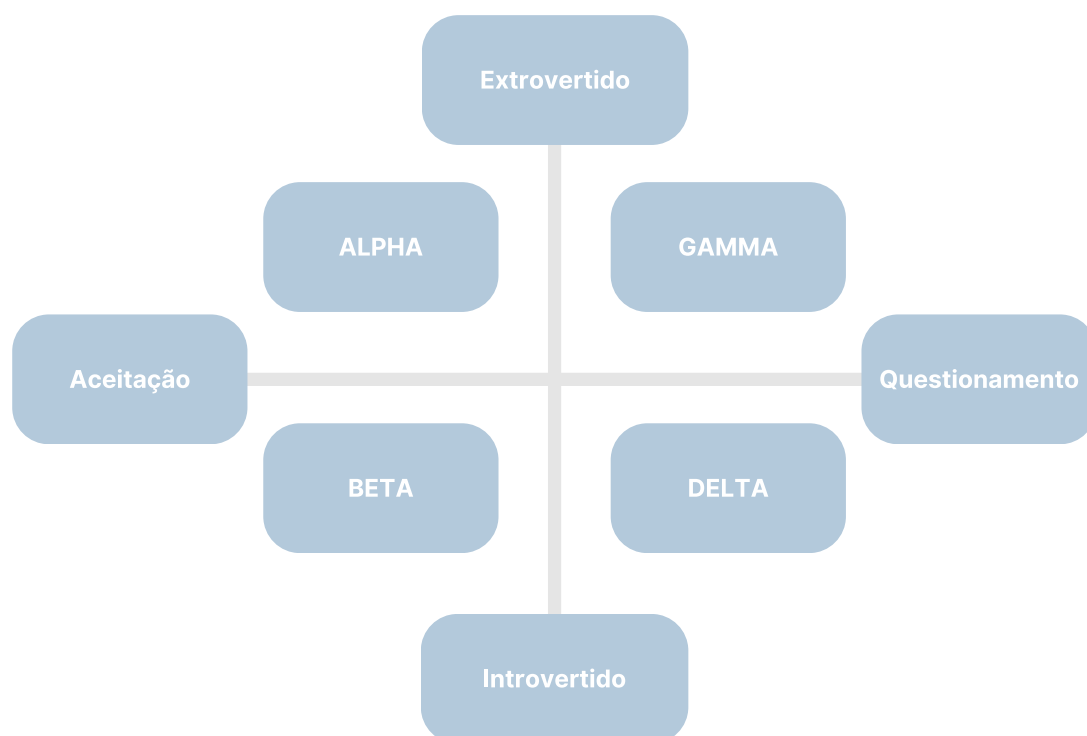 Extrovertido
ALPHA
GAMMA
Aceitação
Questionamento
BETA
DELTA
Introvertido